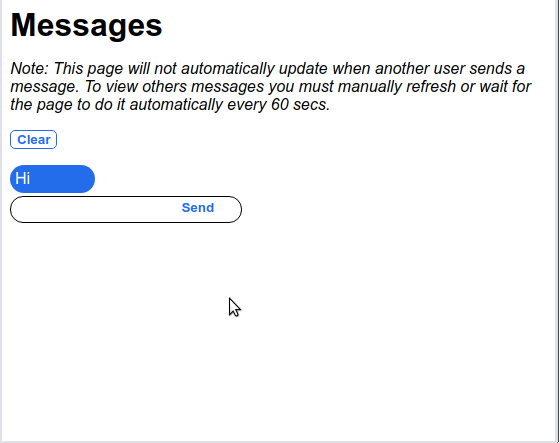 Messages
Note: This page will not automatically update when another user sends a
message. To view others messages you must manually refresh or wait for
the page to do it automatically every 60 secs.
Clear
Hi
Send